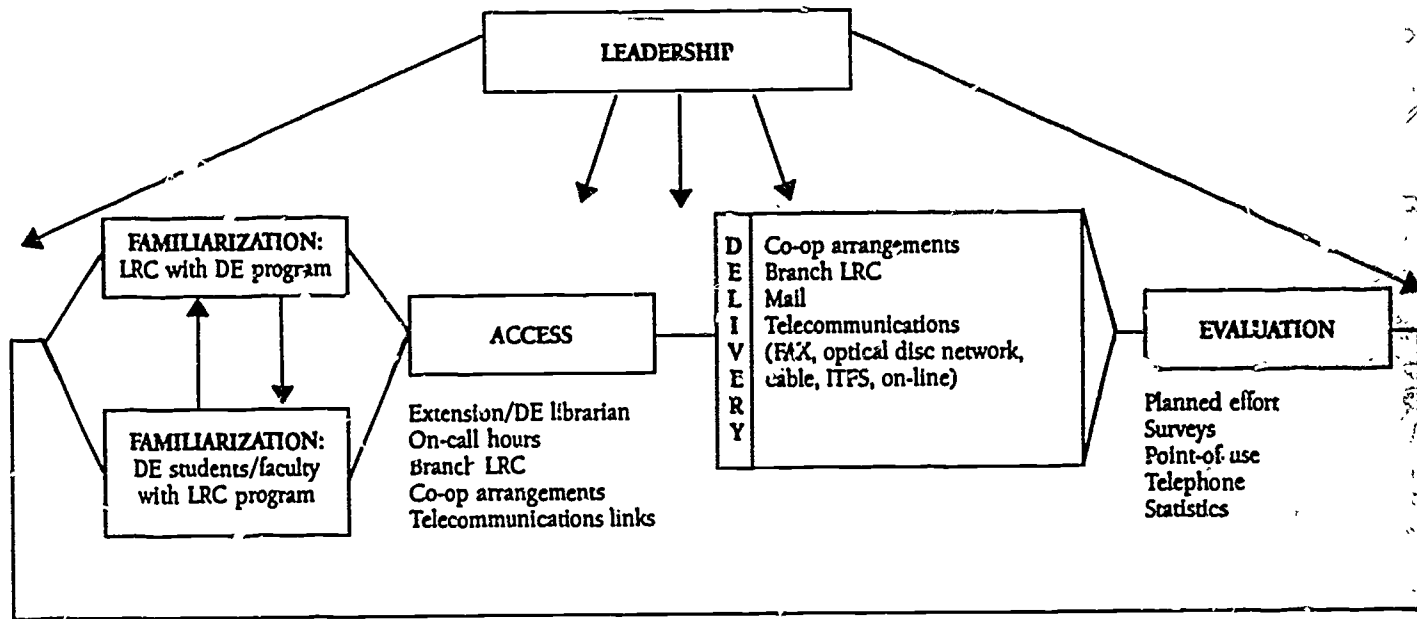 LEADERSHIP
FAMILIARIZATION:
LRC with DE program
FAMILIARIZATION:
DE students/faculty
with LRC program
ACCESS
Extension/DE librarian
On-call hours
Branch LRC
Co-op arrangements
Telecommunications links
DELIVERY
Co-op arrangements
Branch LRC
Mail
Telecommunications
(FAX, optical disc network,
cable, ITFS, on-line)
EVALUATION
Planned effort
Surveys
Point-of use
Telephone
Statistics